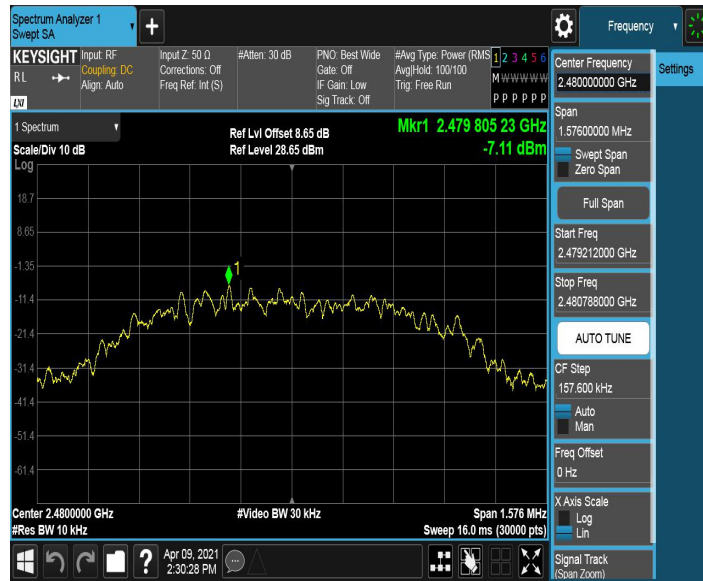 Spectrum Analyzer 1
Swept SA
+
Frequency
KEYSIGHT
RL
LXI
Input: RF
Coupling: DC
Align: Auto
Input Z: 50 Ω
Corrections: Off
Freq Ref: Int (S)
#Atten: 30 dB
PNO: Best Wide
Gate: Off
IF Gain: Low
Sig Track: Off
#Avg Type: Power (RMS
Avg|Hold: 100/100
Trig: Free Run
1 2 3 4 5 6
M W W W W W
P P P P P P
Settings
1 Spectrum
Scale/Div 10 dB
Log
Ref Lvl Offset 8.65 dB
Ref Level 28.65 dBm
Mkr1 2.479 805 23 GHz
-7.11 dBm
18.7
8.65
-1.35
-11.4
-21.4
-31.4
-41.4
-51.4
-61.4
1
Center 2.4800000 GHz
#Res BW 10 kHz
#Video BW 30 kHz
Span 1.576 MHz
Sweep 16.0 ms (30000 pts)
Center Frequency
2.480000000 GHz
Span
1.57600000 MHz
Swept Span
Zero Span
Full Span
Start Freq
2.479212000 GHz
Stop Freq
2.480788000 GHz
AUTO TUNE
CF Step
157.600 kHz
Auto
Man
Freq Offset
0 Hz
X Axis Scale
Log
Lin
Signal Track
(Span Zoom)
?
Apr 09, 2021
2:30:28 PM